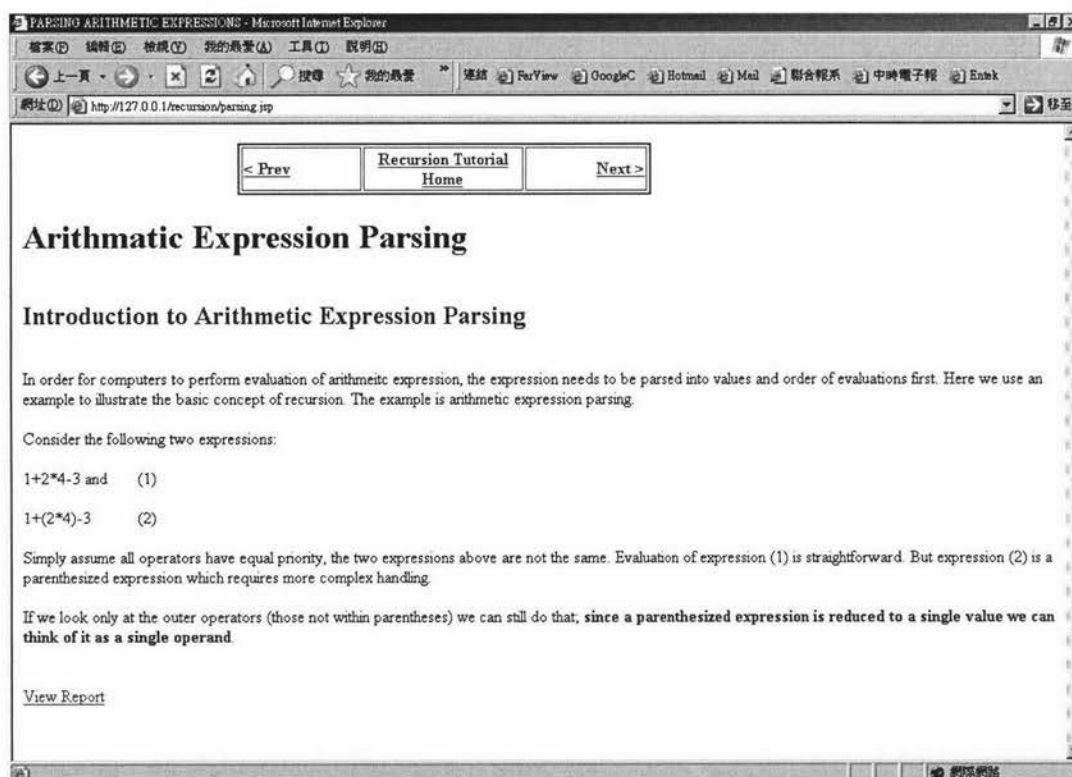 PARSING ARITHMETIC EXPRESSIONS - Microsoft Internet Explorer
檔案(F) 編輯(E) 檢視(V) 我的最愛(A) 工具(T) 說明(H)
上一頁 搜尋 我的最愛 » 連結 FarView GoogleC Hotmail Mail 聯合報系 中時電子報 Entek
網址(D) http://127.0.0.1/recursion/parsing.jsp 移至
< Prev Recursion Tutorial Next >
Home
Arithmatic Expression Parsing
Introduction to Arithmetic Expression Parsing
In order for computers to perform evaluation of arithmeitc expression, the expression needs to be parsed into values and order of evaluations first. Here we use an
example to illustrate the basic concept of recursion. The example is arithmetic expression parsing.
Consider the following two expressions:
1+2*4-3 and (1)
1+(2*4)-3 (2)
Simply assume all operators have equal priority, the two expressions above are not the same. Evaluation of expression (1) is straightforward. But expression (2) is a
parenthesized expression which requires more complex handling.
If we look only at the outer operators (those not within parentheses) we can still do that; since a parenthesized expression is reduced to a single value we can
think of it as a single operand.
View Report
網際網路